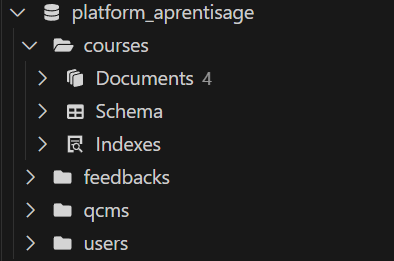 platform_aprentisage
courses
Documents 4
Schema
Indexes
feedbacks
qcms
users